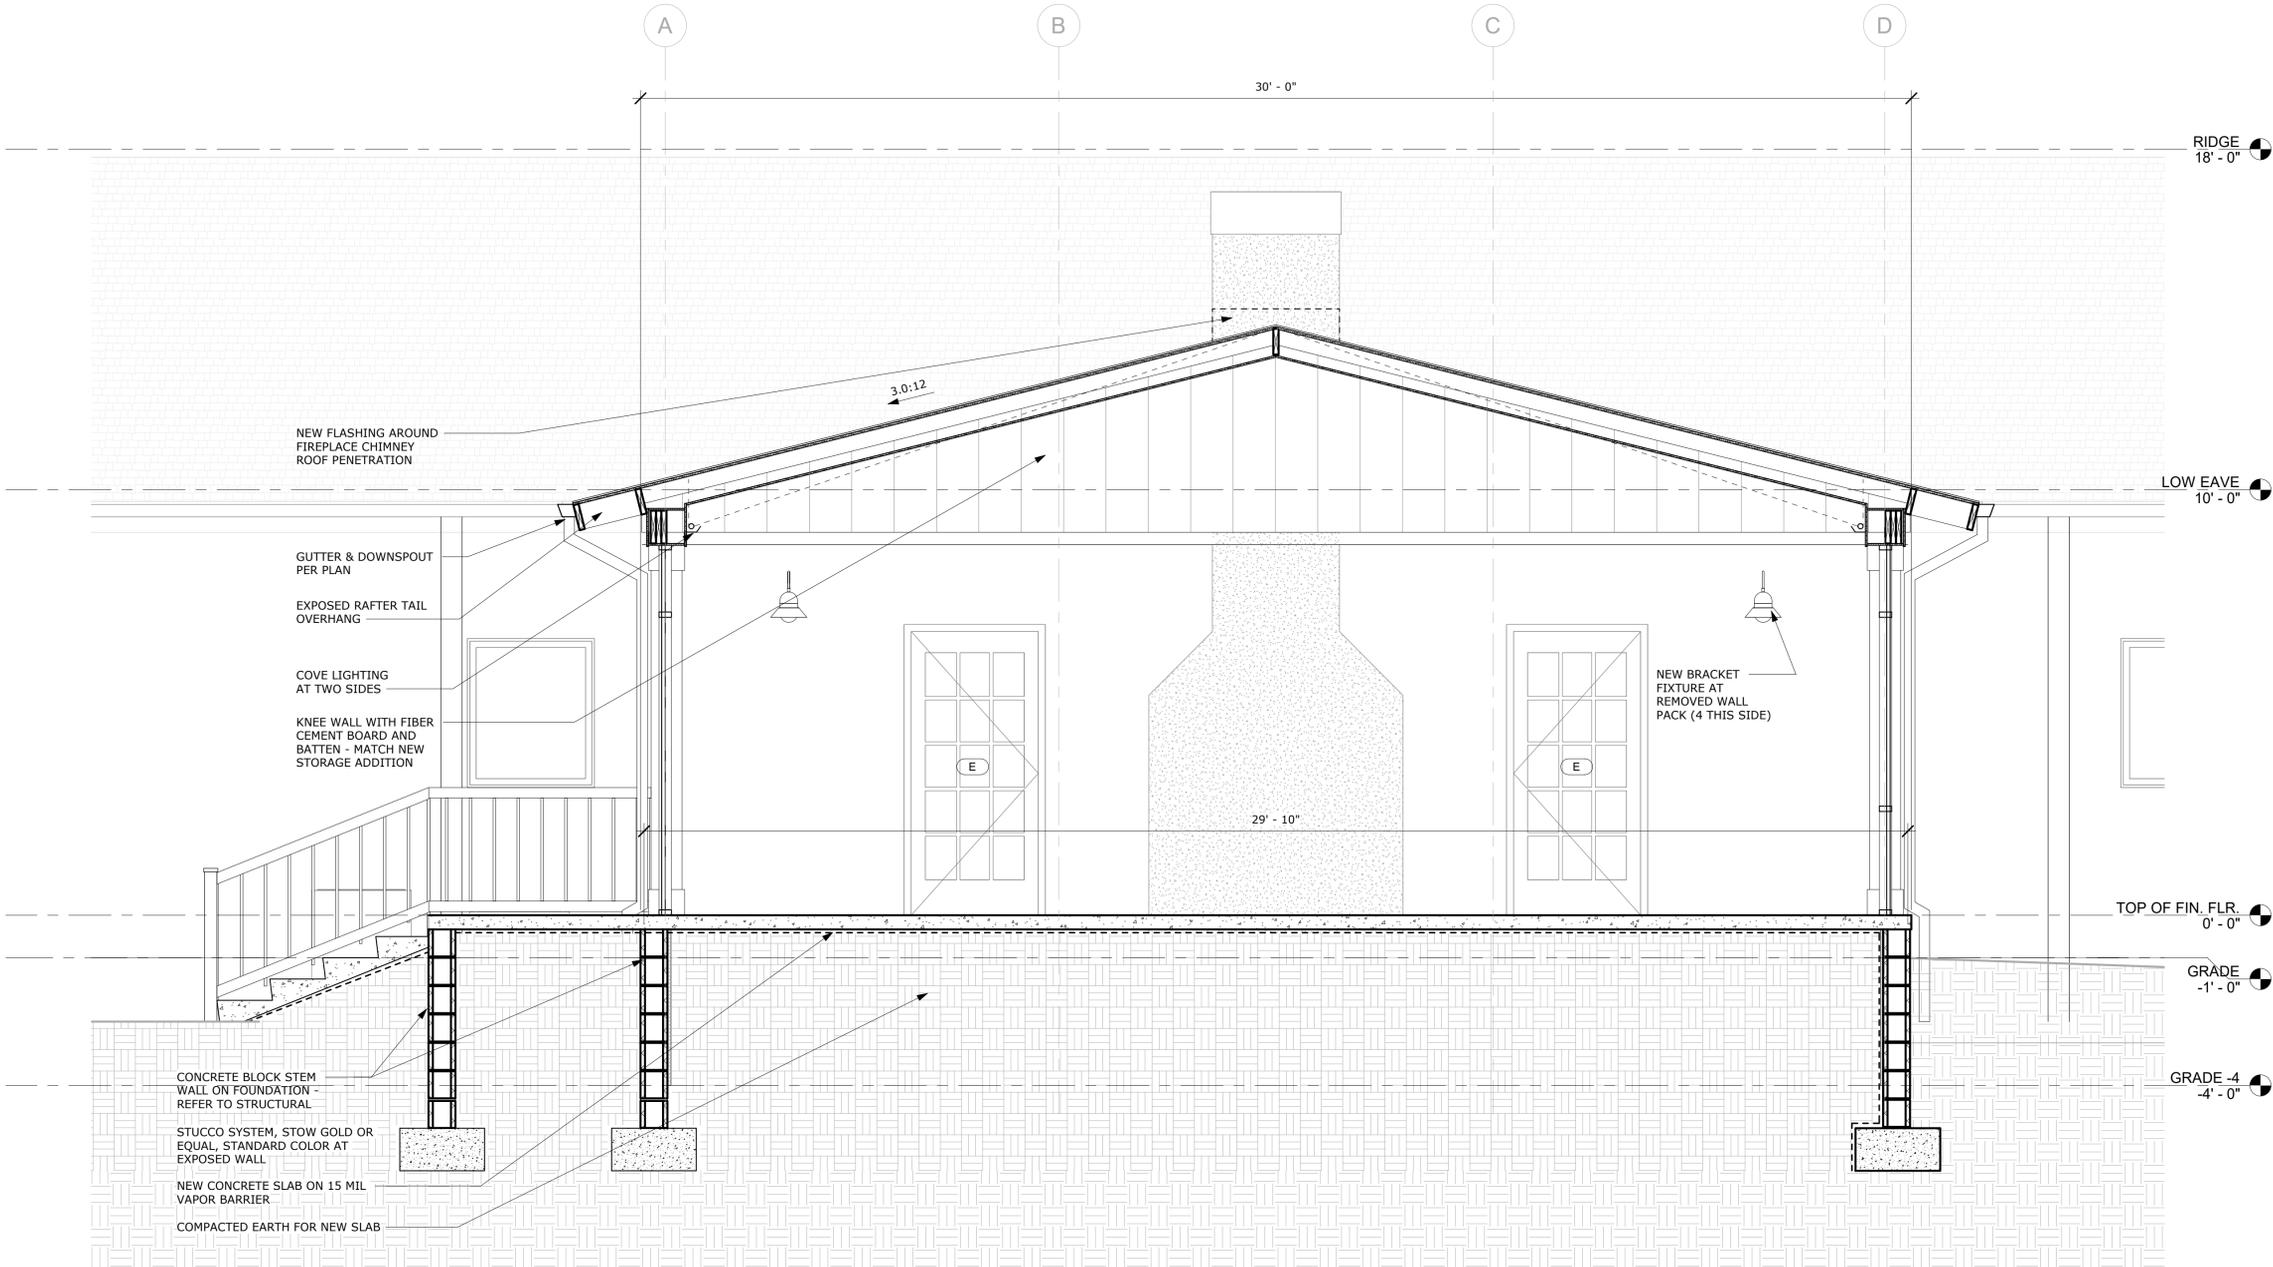 A
B
C
D
30' - 0"
RIDGE
18' - 0"
3.0:12
NEW FLASHING AROUND
FIREPLACE CHIMNEY
ROOF PENETRATION
LOW EAVE
10' - 0"
GUTTER & DOWNSPOUT
PER PLAN
EXPOSED RAFTER TAIL
OVERHANG
COVE LIGHTING
AT TWO SIDES
NEW BRACKET
FIXTURE AT
REMOVED WALL
PACK (4 THIS SIDE)
KNEE WALL WITH FIBER
CEMENT BOARD AND
BATTEN - MATCH NEW
STORAGE ADDITION
E
E
29' - 10"
TOP OF FIN. FLR.
0' - 0"
GRADE
-1' - 0"
GRADE -4
-4' - 0"
CONCRETE BLOCK STEM
WALL ON FOUNDATION -
REFER TO STRUCTURAL
STUCCO SYSTEM, STOW GOLD OR
EQUAL, STANDARD COLOR AT
EXPOSED WALL
NEW CONCRETE SLAB ON 15 MIL
VAPOR BARRIER
COMPACTED EARTH FOR NEW SLAB